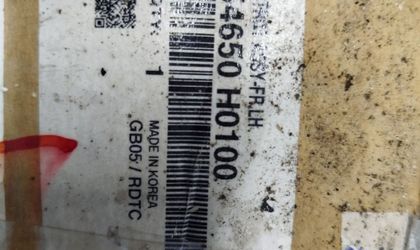 ASSY-FR,LH
4650 H0100
1
MADE IN KOREA
GB05 / RDTC